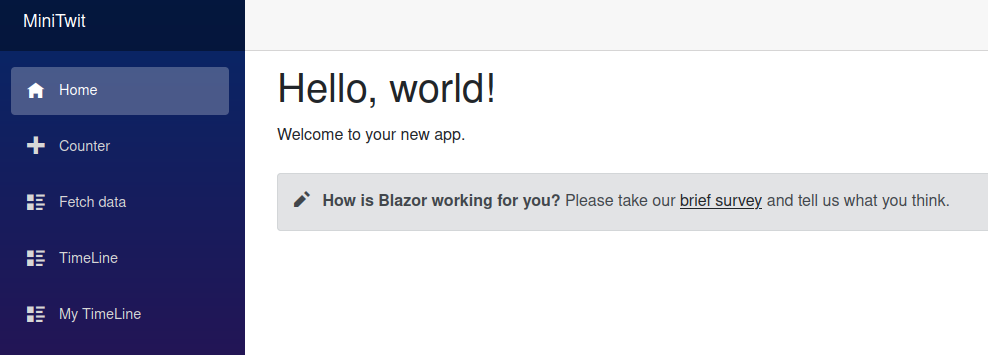 MiniTwit
Home
Counter
Fetch data
TimeLine
My TimeLine
Hello, world!
Welcome to your new app.
How is Blazor working for you? Please take our brief survey and tell us what you think.